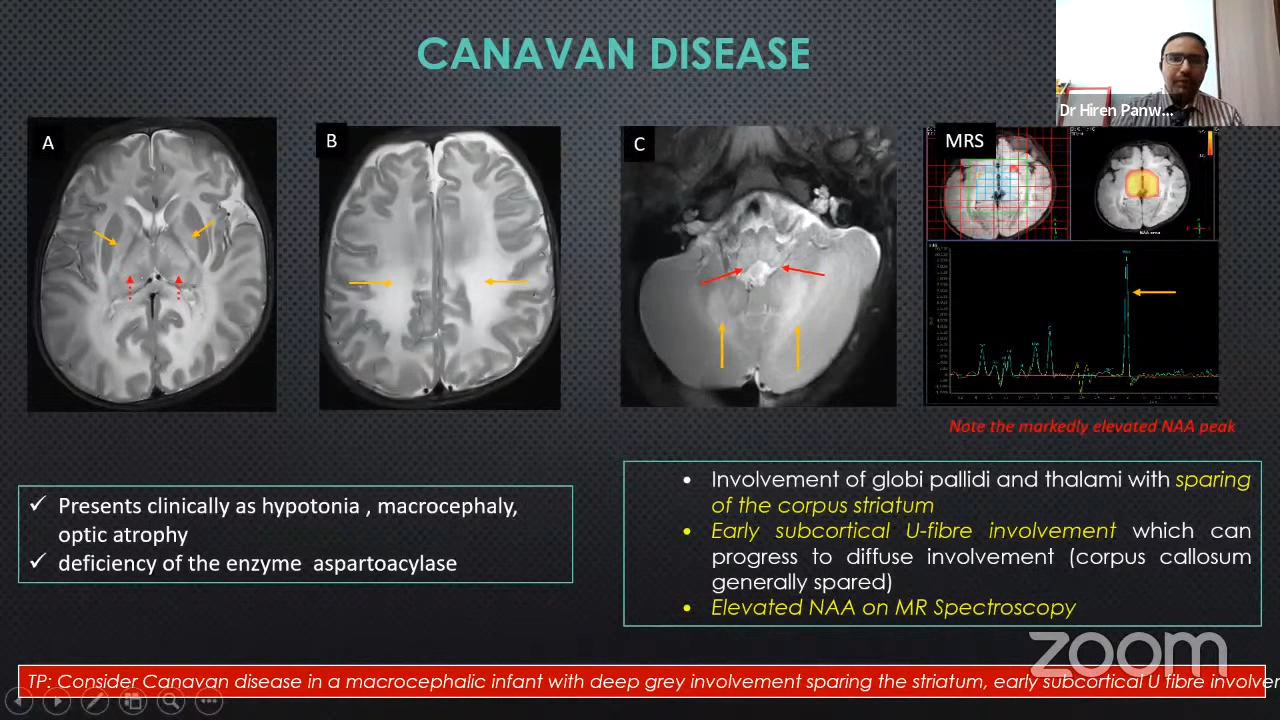 CANAVAN DISEASE
Dr Hiren Panw...
A
B
C
MRS
Note the markedly elevated NAA peak
✓ Presents clinically as hypotonia , macrocephaly,
optic atrophy
✓ deficiency of the enzyme aspartoacylase
• Involvement of globi pallidi and thalami with sparing
of the corpus striatum
• Early subcortical U-fibre involvement which can
progress to diffuse involvement (corpus callosum
generally spared)
• Elevated NAA on MR Spectroscopy
zoom
TP: Consider Canavan disease in a macrocephalic infant with deep grey involvement sparing the striatum, early subcortical U fibre involver